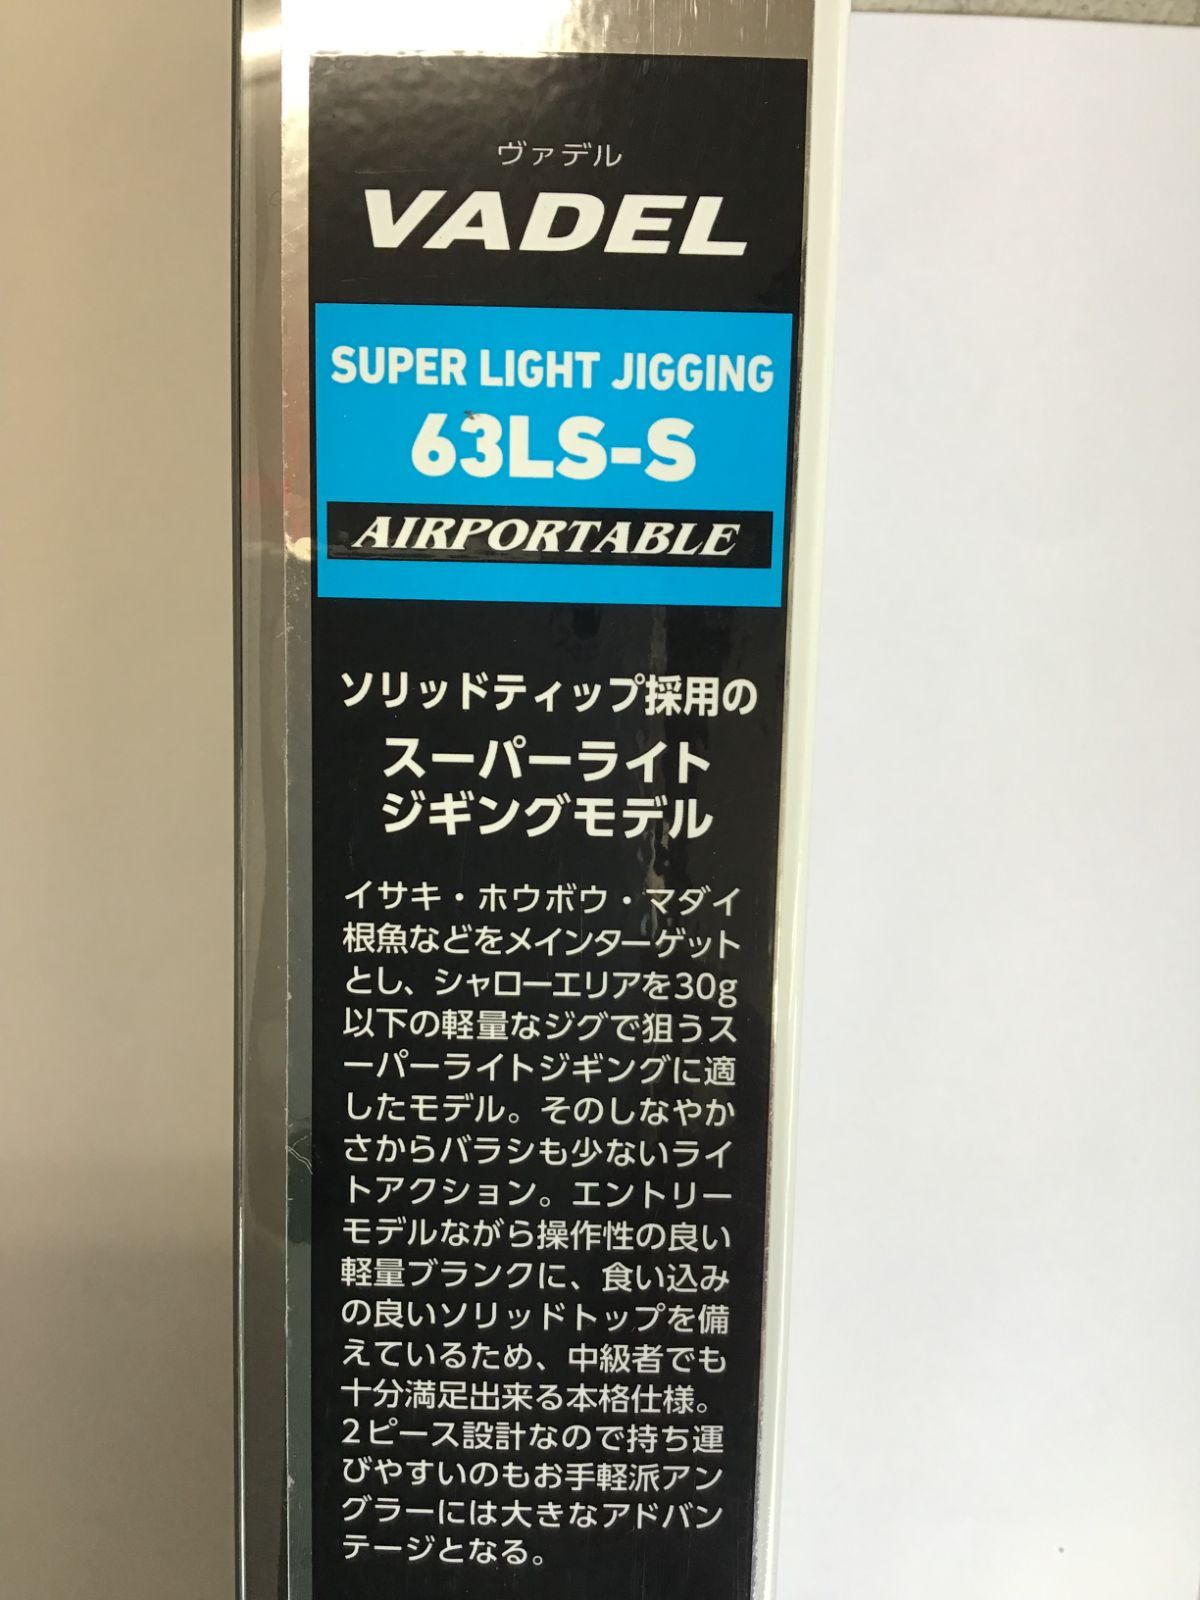 ヴァデル
VADEL
SUPER LIGHT JIGGING
63LS-S
AIRPORTABLE
ソリッドティップ採用の
スーパーライト
ジギングモデル
イサキ・ホウボウ・マダイ
根魚などをメインターゲット
とし、シャローエリアを30g
以下の軽量なジグで狙うス
ーパーライトジギングに適
したモデル。そのしなやか
さからバラシも少ないライ
トアクション。エントリー
モデルながら操作性の良い
軽量ブランクに、食い込み
の良いソリッドトップを備
えているため、中級者でも
十分満足出来る本格仕様。
2ピース設計なので持ち運
びやすいのもお手軽派アン
グラーには大きなアドバン
テージとなる。